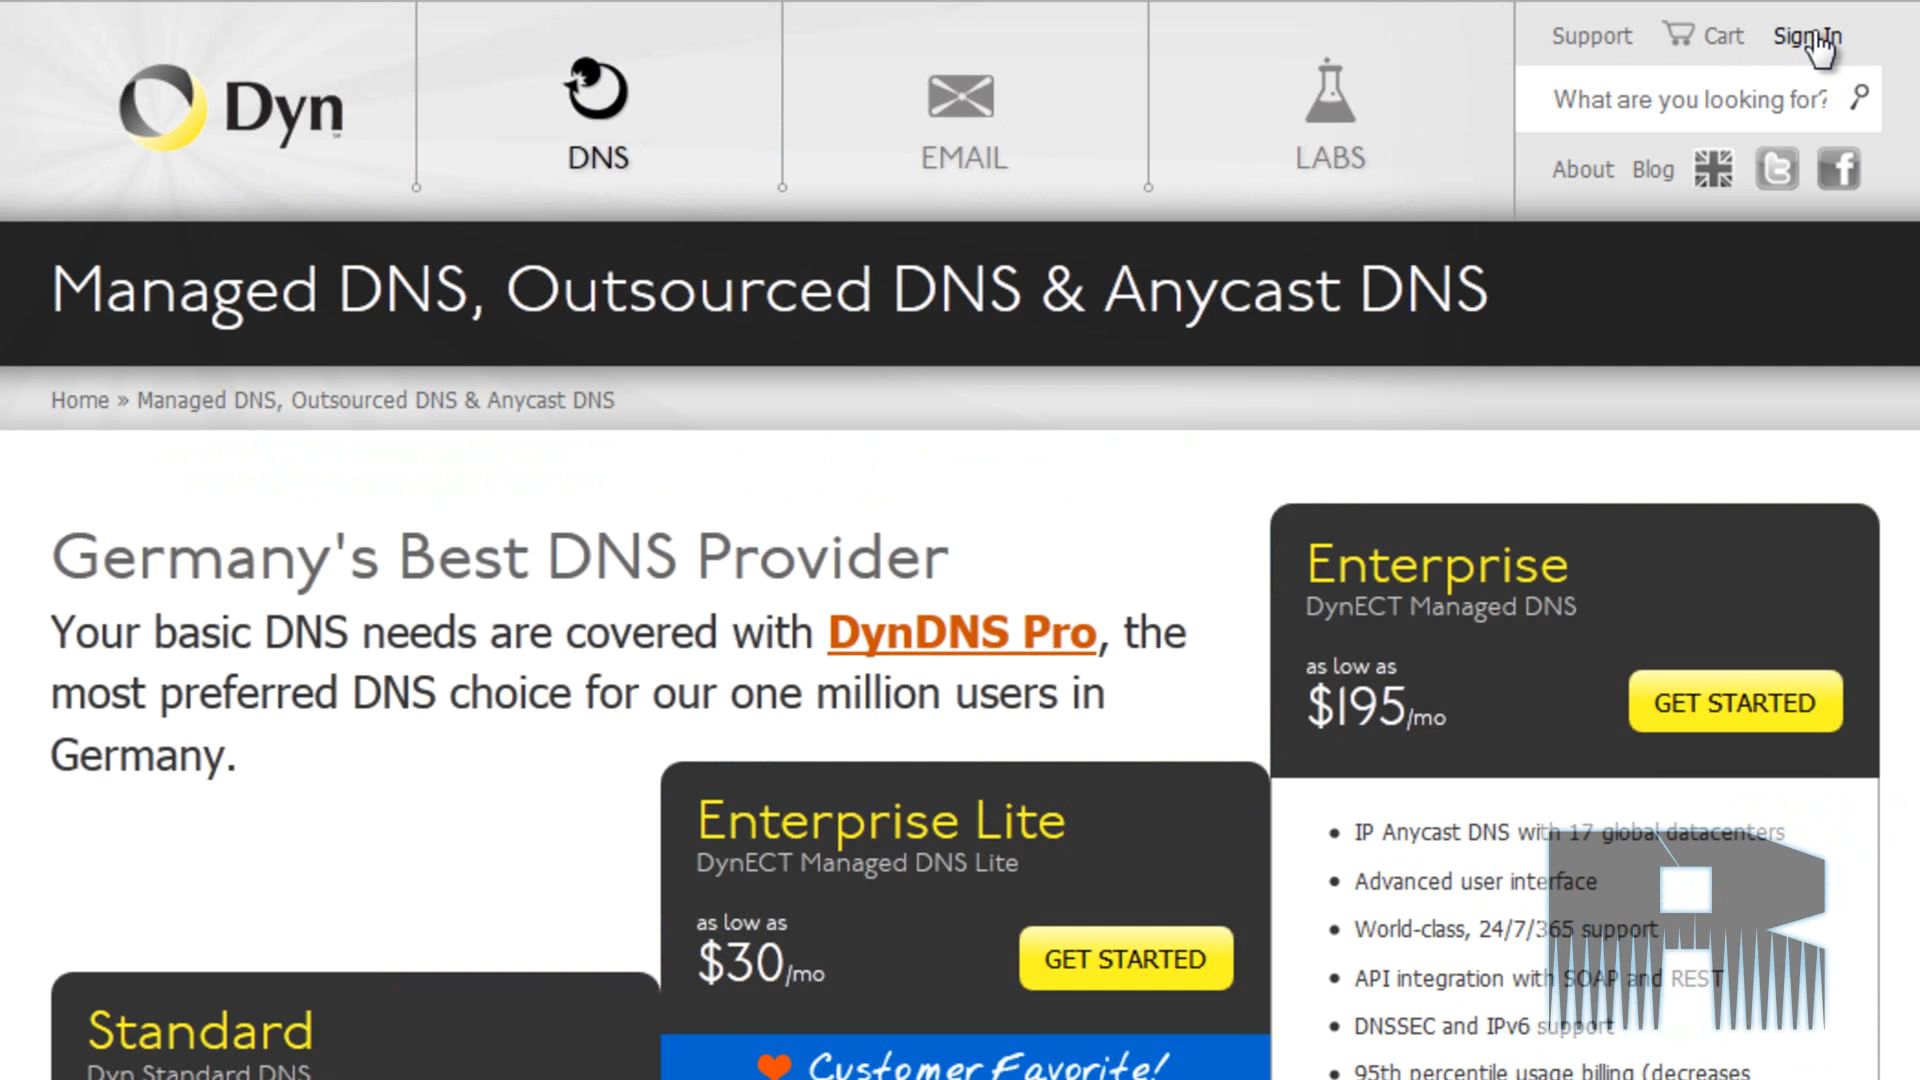 Support Cart Sign In
Dyn
DNS
EMAIL
LABS
What are you looking for?
About Blog
Managed DNS, Outsourced DNS & Anycast DNS
Home » Managed DNS, Outsourced DNS & Anycast DNS
Germany's Best DNS Provider
Your basic DNS needs are covered with DynDNS Pro, the
most preferred DNS choice for our one million users in
Germany.
Enterprise
DynECT Managed DNS
as low as
$195/mo
GET STARTED
IP Anycast DNS with 17 global datacenters
Advanced user interface
World-class, 24/7/365 support
API integration with SOAP and REST
DNSSEC and IPv6 support
95th percentile usage billing (decreases
Enterprise Lite
DynECT Managed DNS Lite
as low as
$30/mo
GET STARTED
Customer Favorite!
Standard
Dyn Standard DNS